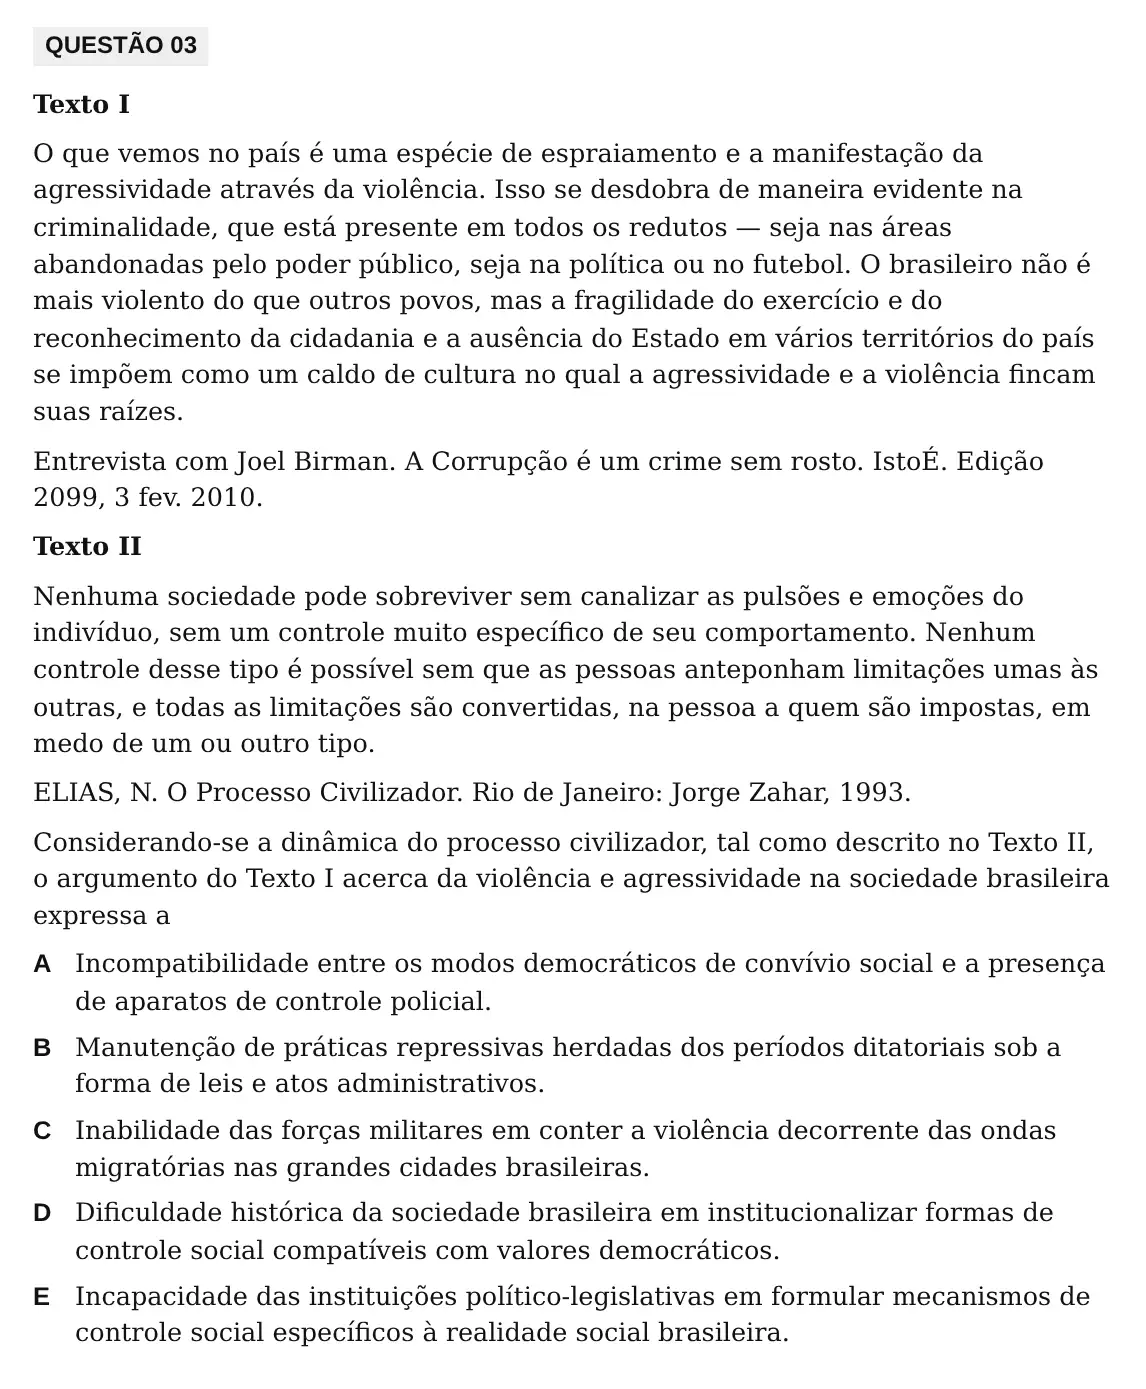 QUESTÃO 03
Texto I
O que vemos no país é uma espécie de espraiamento e a manifestação da
agressividade através da violência. Isso se desdobra de maneira evidente na
criminalidade, que está presente em todos os redutos — seja nas áreas
abandonadas pelo poder público, seja na política ou no futebol. O brasileiro não é
mais violento do que outros povos, mas a fragilidade do exercício e do
reconhecimento da cidadania e a ausência do Estado em vários territórios do país
se impõem como um caldo de cultura no qual a agressividade e a violência fincam
suas raízes.
Entrevista com Joel Birman. A Corrupção é um crime sem rosto. IstoÉ. Edição
2099, 3 fev. 2010.
Texto II
Nenhuma sociedade pode sobreviver sem canalizar as pulsões e emoções do
indivíduo, sem um controle muito específico de seu comportamento. Nenhum
controle desse tipo é possível sem que as pessoas anteponham limitações umas às
outras, e todas as limitações são convertidas, na pessoa a quem são impostas, em
medo de um ou outro tipo.
ELIAS, N. O Processo Civilizador. Rio de Janeiro: Jorge Zahar, 1993.
Considerando-se a dinâmica do processo civilizador, tal como descrito no Texto II,
o argumento do Texto I acerca da violência e agressividade na sociedade brasileira
expressa a
A Incompatibilidade entre os modos democráticos de convívio social e a presença
de aparatos de controle policial.
B Manutenção de práticas repressivas herdadas dos períodos ditatoriais sob a
forma de leis e atos administrativos.
C Inabilidade das forças militares em conter a violência decorrente das ondas
migratórias nas grandes cidades brasileiras.
D Dificuldade histórica da sociedade brasileira em institucionalizar formas de
controle social compatíveis com valores democráticos.
E Incapacidade das instituições político-legislativas em formular mecanismos de
controle social específicos à realidade social brasileira.